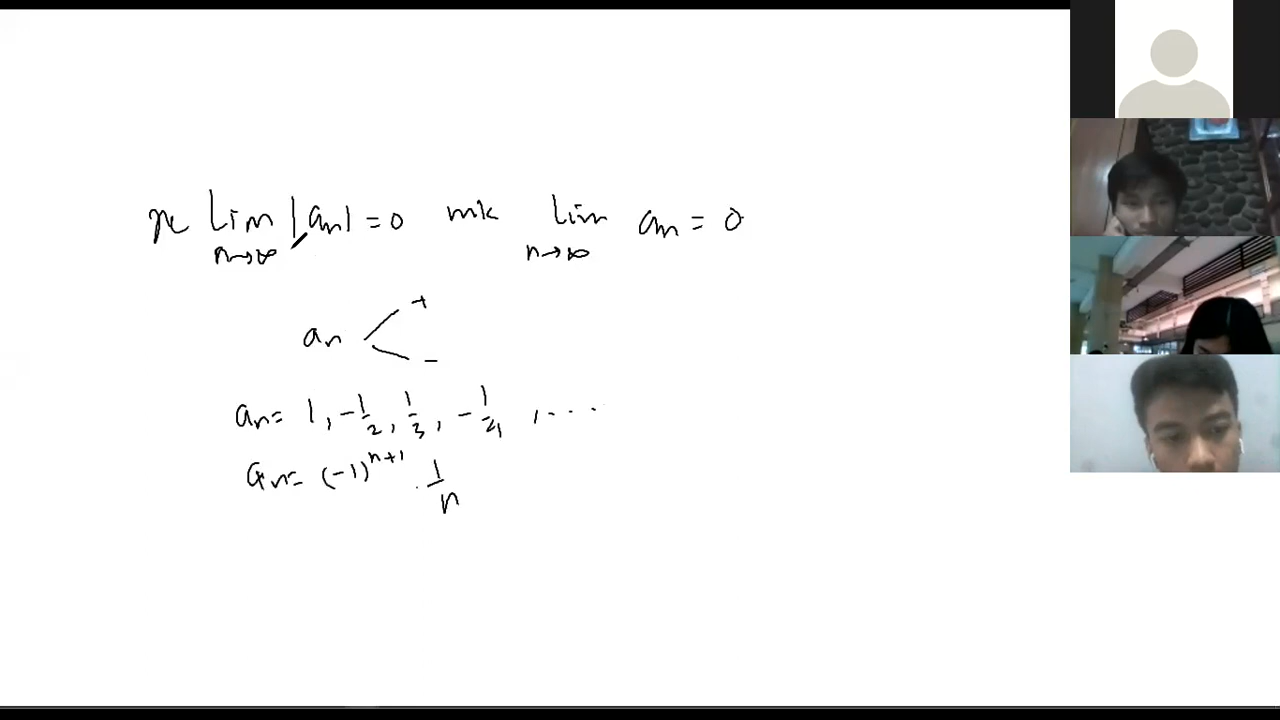 lim n→∞ |an| = 0 mk lim n→∞ an = 0
an < + -
an = 1, -1/2, 1/3, -1/4, ....
an = (-1)^n+1 . 1/n